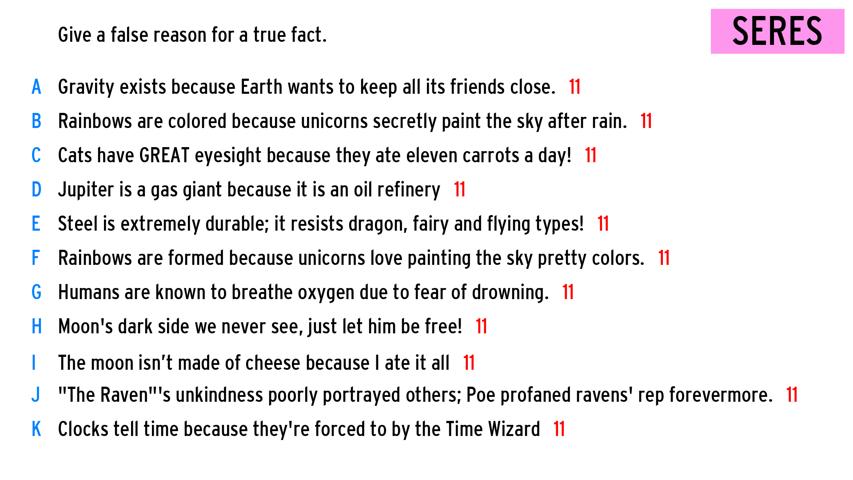 Give a false reason for a true fact.
SERES
A Gravity exists because Earth wants to keep all its friends close. 11
B Rainbows are colored because unicorns secretly paint the sky after rain. 11
C Cats have GREAT eyesight because they ate eleven carrots a day! 11
D Jupiter is a gas giant because it is an oil refinery 11
E Steel is extremely durable; it resists dragon, fairy and flying types! 11
F Rainbows are formed because unicorns love painting the sky pretty colors. 11
G Humans are known to breathe oxygen due to fear of drowning. 11
H Moon's dark side we never see, just let him be free! 11
I The moon isn’t made of cheese because I ate it all 11
J "The Raven"'s unkindness poorly portrayed others; Poe profaned ravens' rep forevermore. 11
K Clocks tell time because they're forced to by the Time Wizard 11